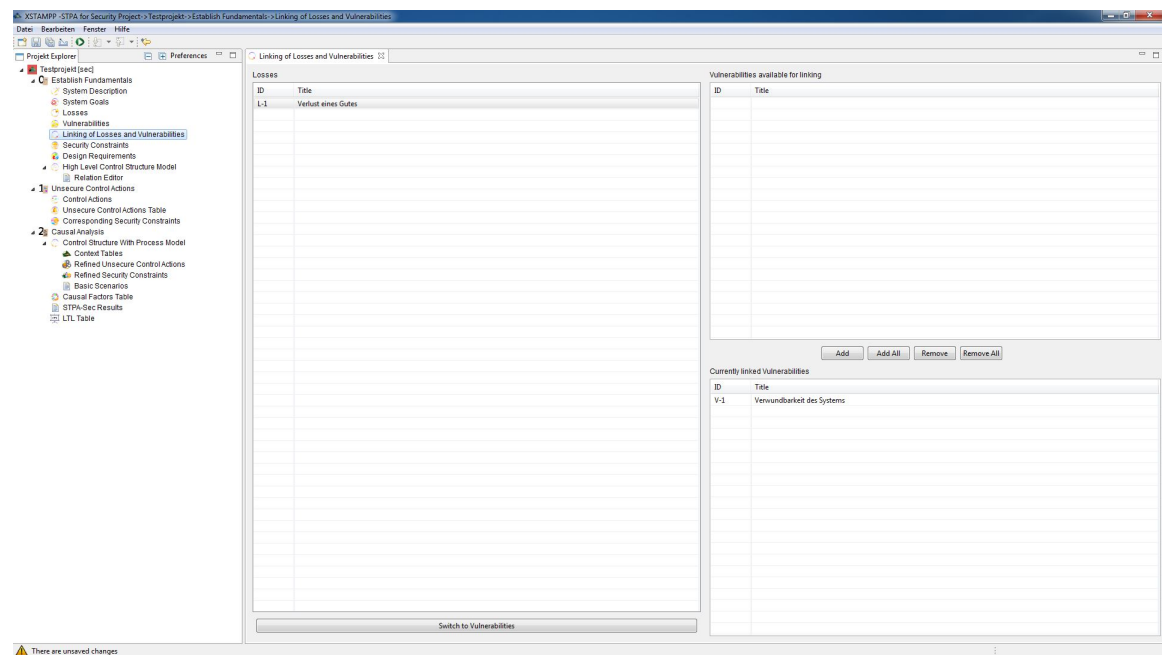 XSTAMPP -STPA for Security Project->Testprojekt->Establish Fundamentals->Linking of Losses and Vulnerabilities
Datei Bearbeiten Fenster Hilfe
Projekt Explorer
Preferences
Testprojekt [sec]
0 Establish Fundamentals
System Description
System Goals
Losses
Vulnerabilities
Linking of Losses and Vulnerabilities
Security Constraints
Design Requirements
High Level Control Structure Model
Relation Editor
1 Unsecure Control Actions
Control Actions
Unsecure Control Actions Table
Corresponding Security Constraints
2 Causal Analysis
Control Structure With Process Model
Context Tables
Refined Unsecure Control Actions
Refined Security Constraints
Basic Scenarios
Causal Factors Table
STPA-Sec Results
LTL Table
Linking of Losses and Vulnerabilities
Losses
ID Title
L-1 Verlust eines Gutes
Switch to Vulnerabilities
Vulnerabilities available for linking
ID Title
Add Add All Remove Remove All
Currently linked Vulnerabilities
ID Title
V-1 Verwundbarkeit des Systems
There are unsaved changes